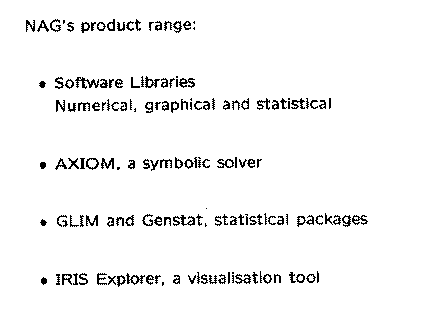 NAG's product range:
• Software Libraries
Numerical, graphical and statistical
• AXIOM, a symbolic solver
• GLIM and Genstat, statistical packages
• IRIS Explorer, a visualisation tool